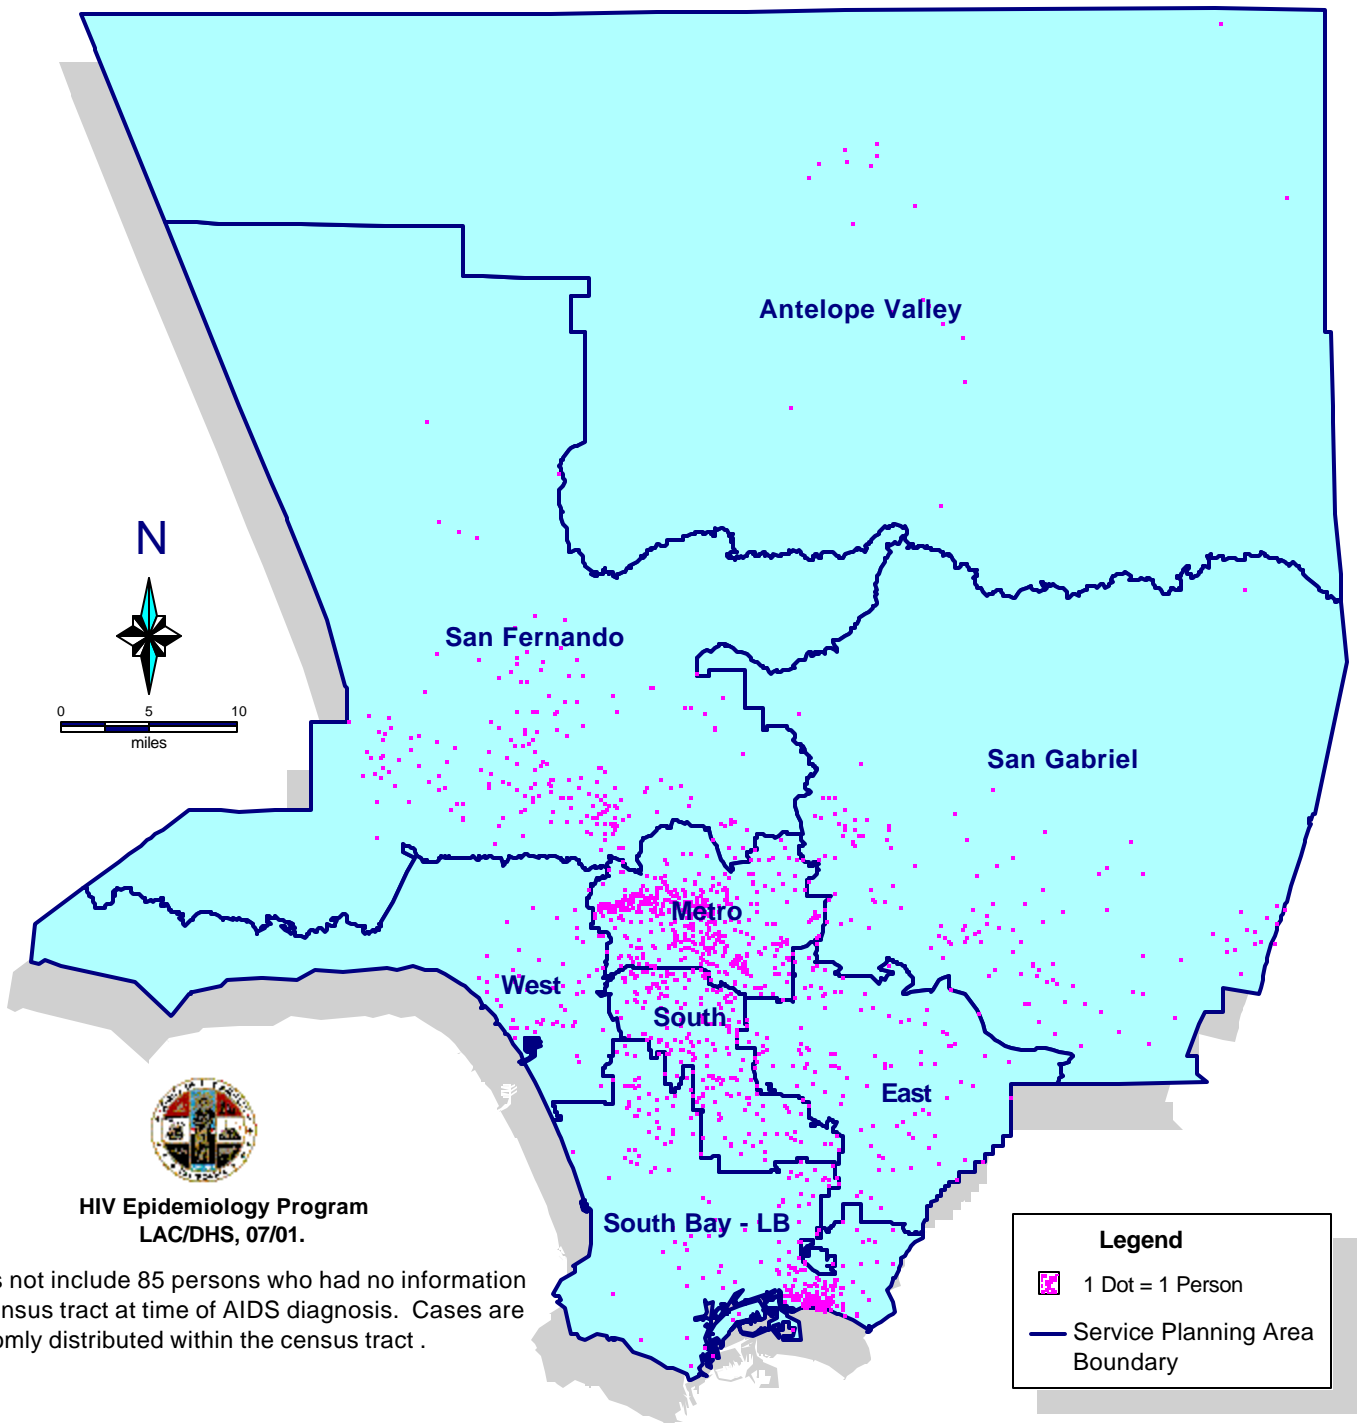 Antelope Valley
N
San Fernando
0 5 10
miles
San Gabriel
Metro
West
South
East
HIV Epidemiology Program
LAC/DHS, 07/01.
South Bay - LB
not include 85 persons who had no information
tract at time of AIDS diagnosis. Cases are
distributed within the census tract .
Legend
1 Dot = 1 Person
Service Planning Area
Boundary